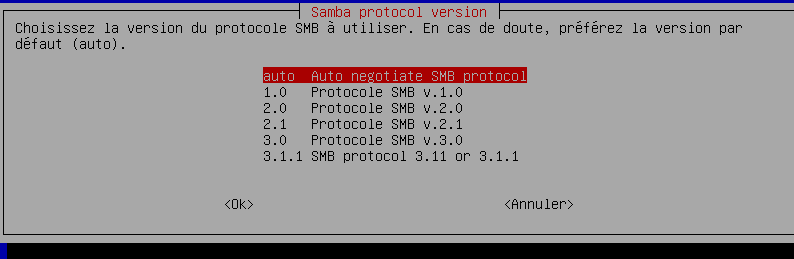 Samba protocol version
Choisissez la version du protocole SMB à utiliser. En cas de doute, préférez la version par
défaut (auto).
auto Auto negotiate SMB protocol
1.0 Protocole SMB v.1.0
2.0 Protocole SMB v.2.0
2.1 Protocole SMB v.2.1
3.0 Protocole SMB v.3.0
3.1.1 SMB protocol 3.11 or 3.1.1
<Ok> <Annuler>